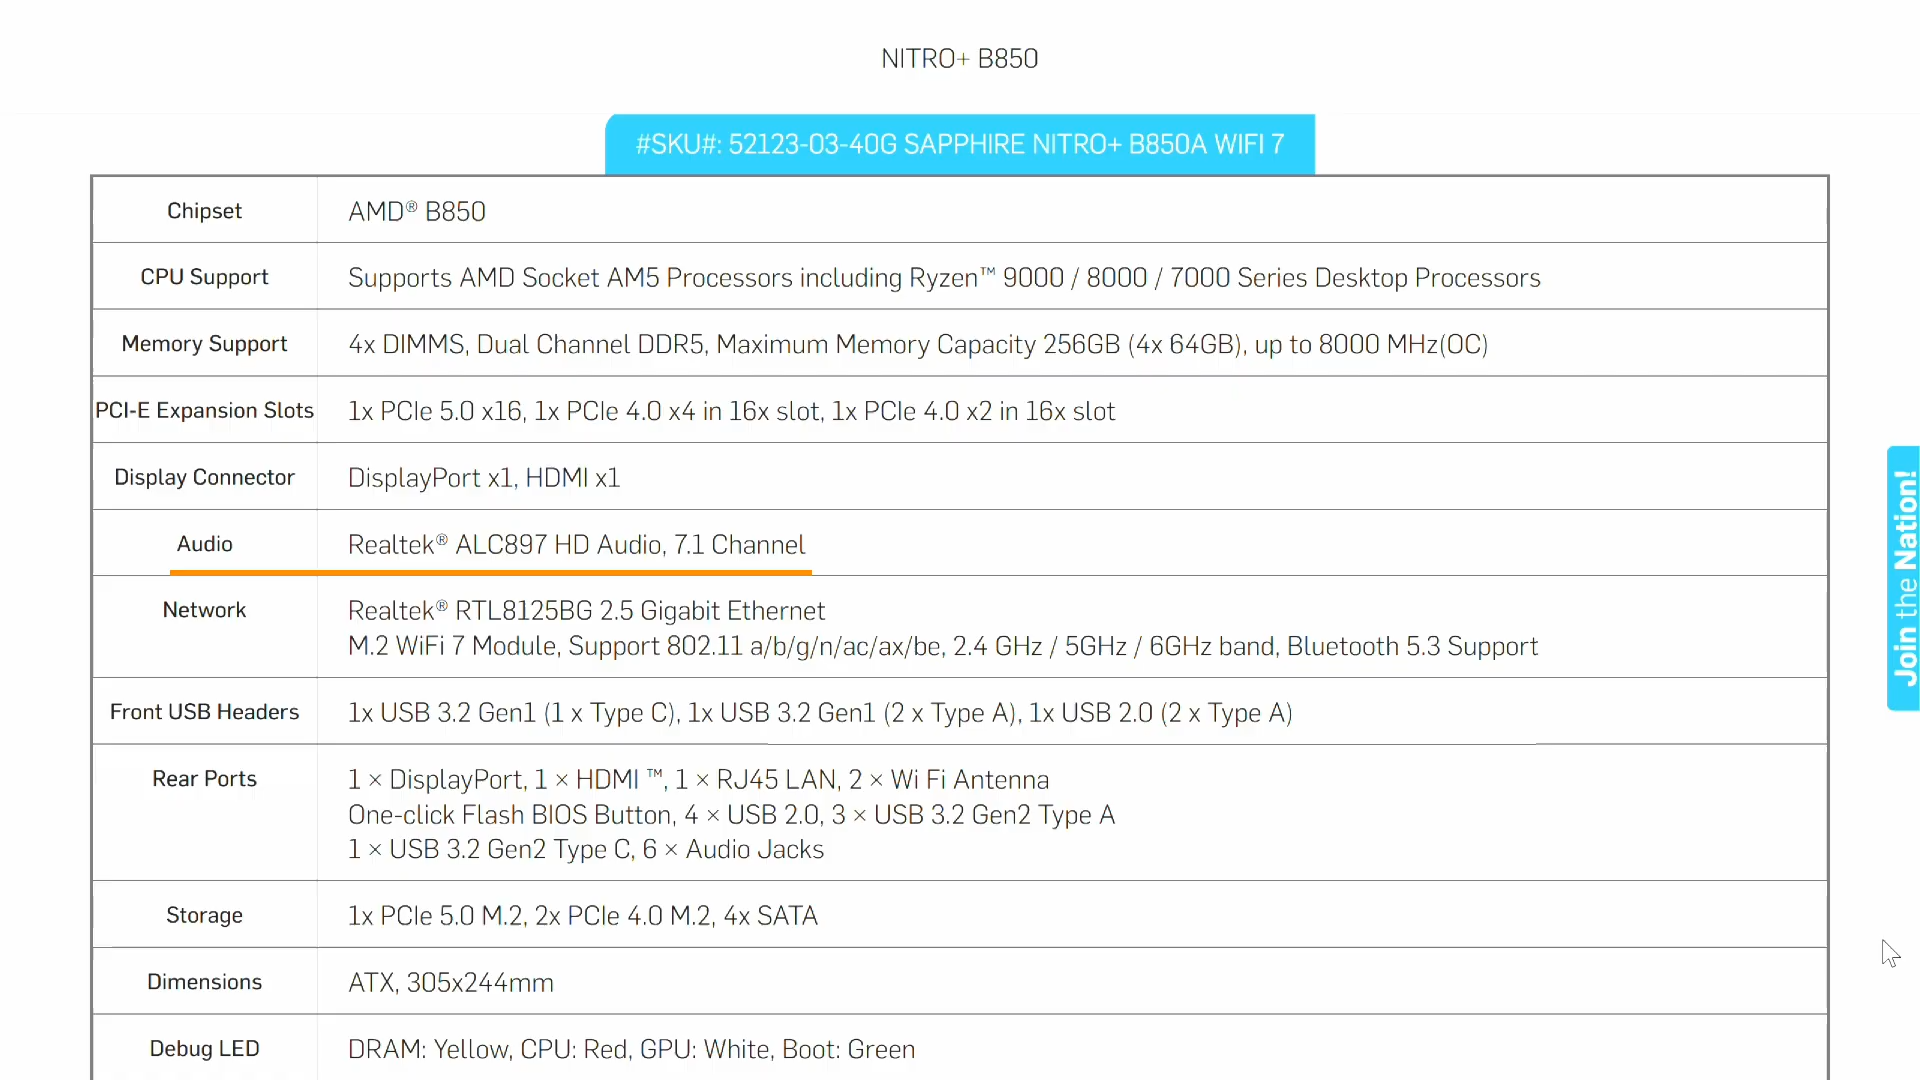 NITRO+ B850
#SKU#: 52123-03-40G SAPPHIRE NITRO+ B850A WIFI 7
Chipset
AMD® B850
CPU Support
Supports AMD Socket AM5 Processors including Ryzen™ 9000 / 8000 / 7000 Series Desktop Processors
Memory Support
4x DIMMS, Dual Channel DDR5, Maximum Memory Capacity 256GB (4x 64GB), up to 8000 MHz(OC)
PCI-E Expansion Slots
1x PCIe 5.0 x16, 1x PCIe 4.0 x4 in 16x slot, 1x PCIe 4.0 x2 in 16x slot
Display Connector
DisplayPort x1, HDMI x1
Audio
Realtek® ALC897 HD Audio, 7.1 Channel
Network
Realtek® RTL8125BG 2.5 Gigabit Ethernet
M.2 WiFi 7 Module, Support 802.11 a/b/g/n/ac/ax/be, 2.4 GHz / 5GHz / 6GHz band, Bluetooth 5.3 Support
Front USB Headers
1x USB 3.2 Gen1 (1 x Type C), 1x USB 3.2 Gen1 (2 x Type A), 1x USB 2.0 (2 x Type A)
Rear Ports
1 × DisplayPort, 1 × HDMI ™, 1 × RJ45 LAN, 2 × Wi Fi Antenna
One-click Flash BIOS Button, 4 × USB 2.0, 3 × USB 3.2 Gen2 Type A
1 × USB 3.2 Gen2 Type C, 6 × Audio Jacks
Storage
1x PCIe 5.0 M.2, 2x PCIe 4.0 M.2, 4x SATA
Dimensions
ATX, 305x244mm
Debug LED
DRAM: Yellow, CPU: Red, GPU: White, Boot: Green
Join the Nation!